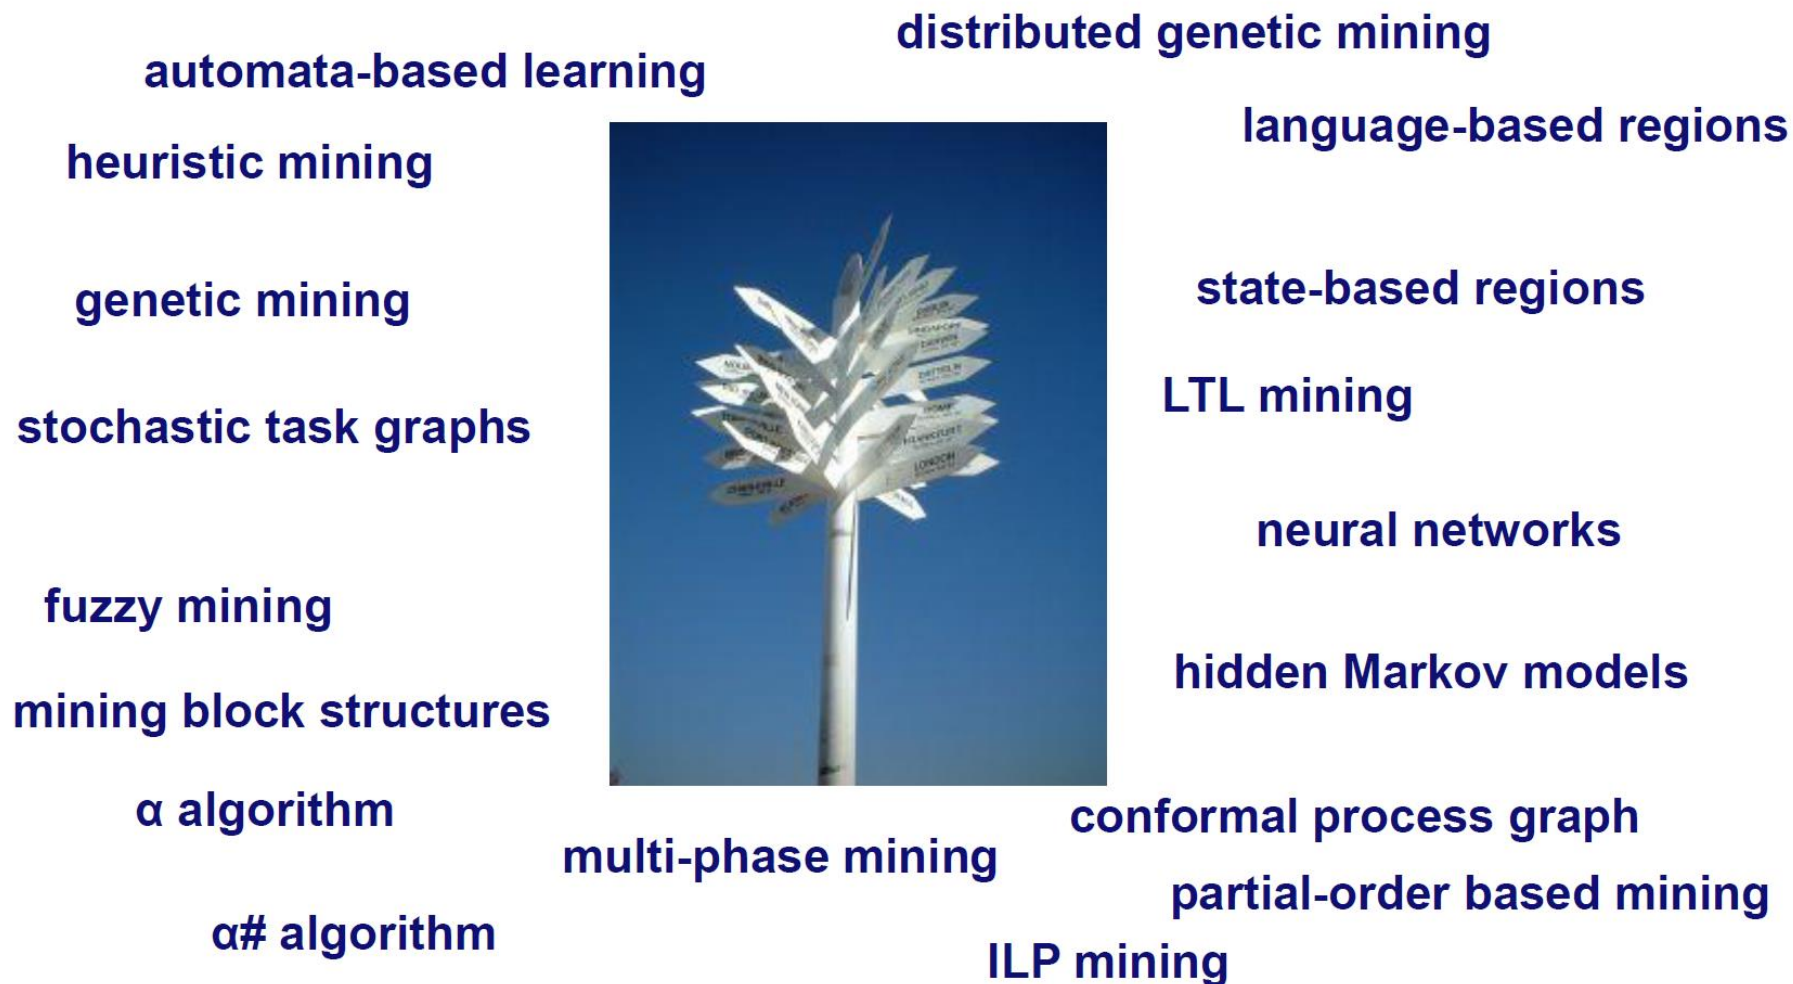 distributed genetic mining
automata-based learning
language-based regions
heuristic mining
state-based regions
genetic mining
LTL mining
stochastic task graphs
LONDON
neural networks
fuzzy mining
hidden Markov models
mining block structures
α algorithm
conformal process graph
multi-phase mining
partial-order based mining
α# algorithm
ILP mining